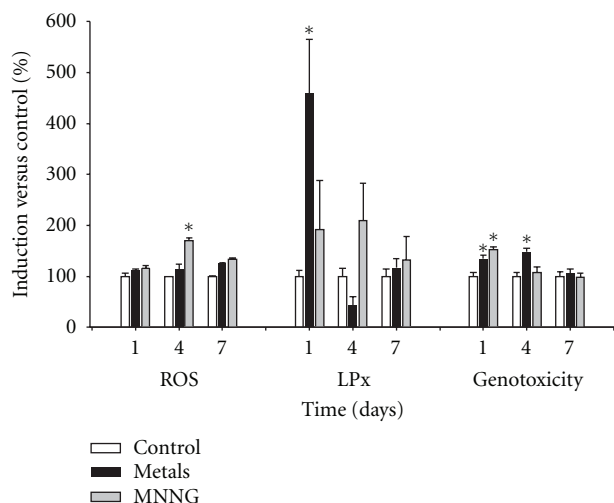 Induction versus control (%)
600
500
400
300
200
100
0
*
*
*
*
*
1 4 7 1 4 7 1 4 7
ROS LPx Genotoxicity
Time (days)
Control
Metals
MNNG